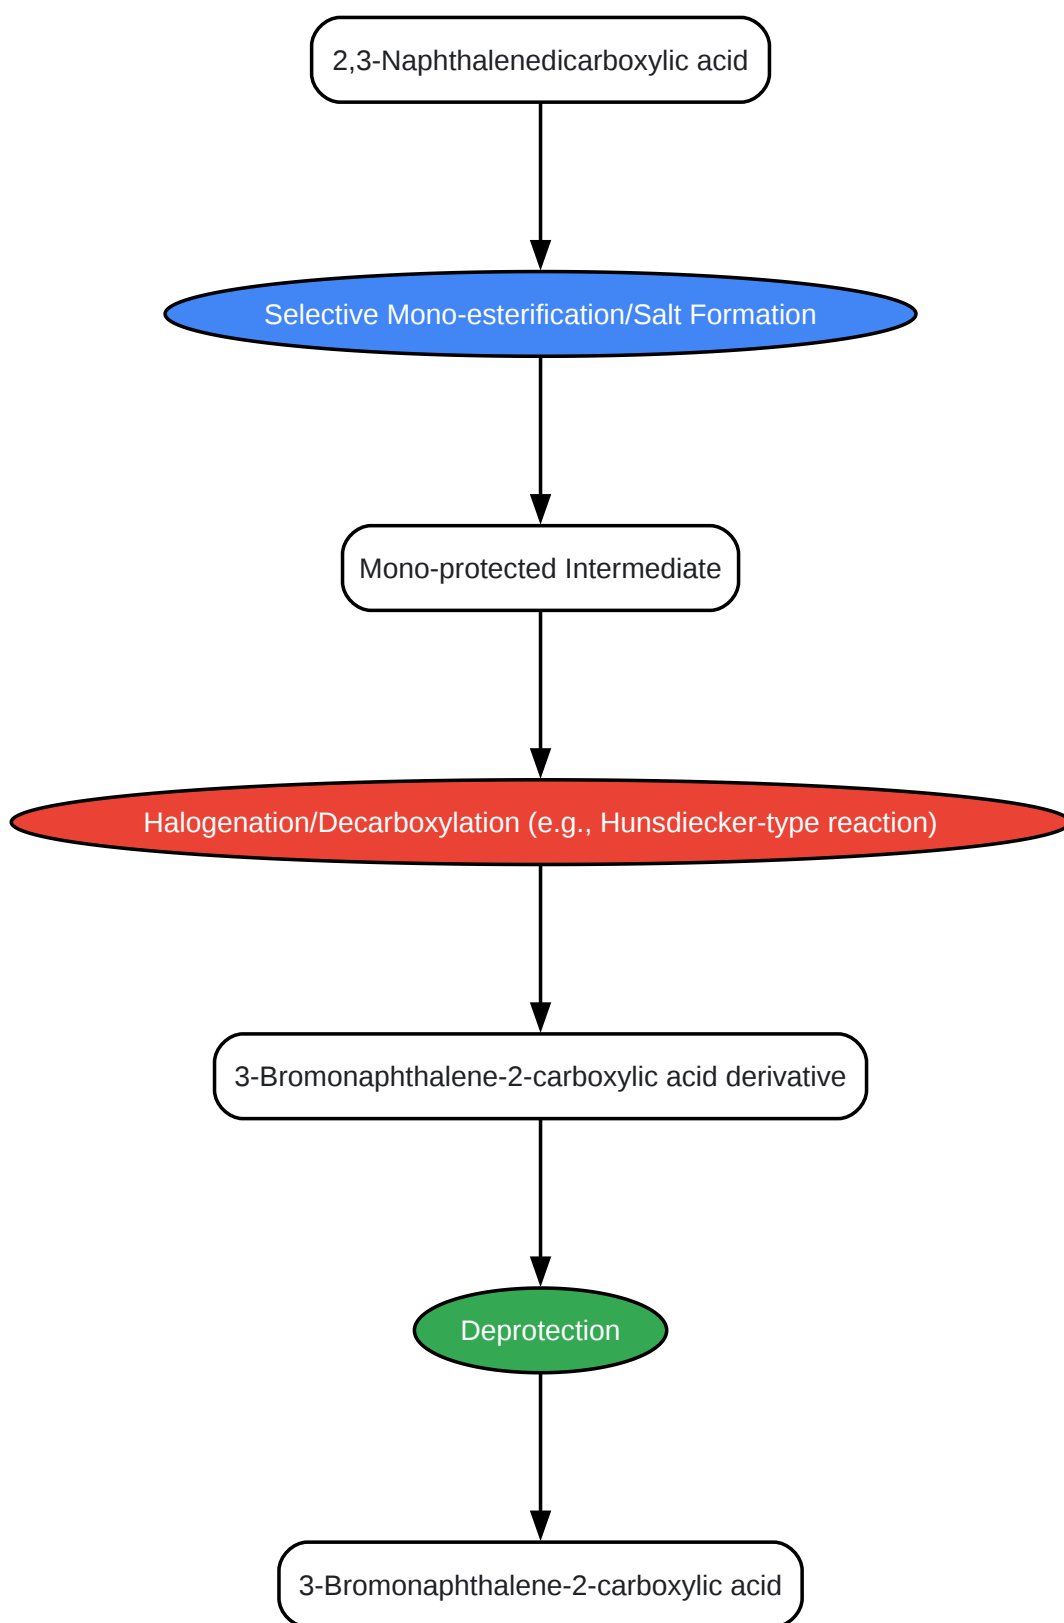 2,3-Naphthalenedicarboxylic acid
Selective Mono-esterification/Salt Formation
Mono-protected Intermediate
Halogenation/Decarboxylation (e.g., Hunsdiecker-type reaction)
3-Bromonaphthalene-2-carboxylic acid derivative
Deprotection
3-Bromonaphthalene-2-carboxylic acid